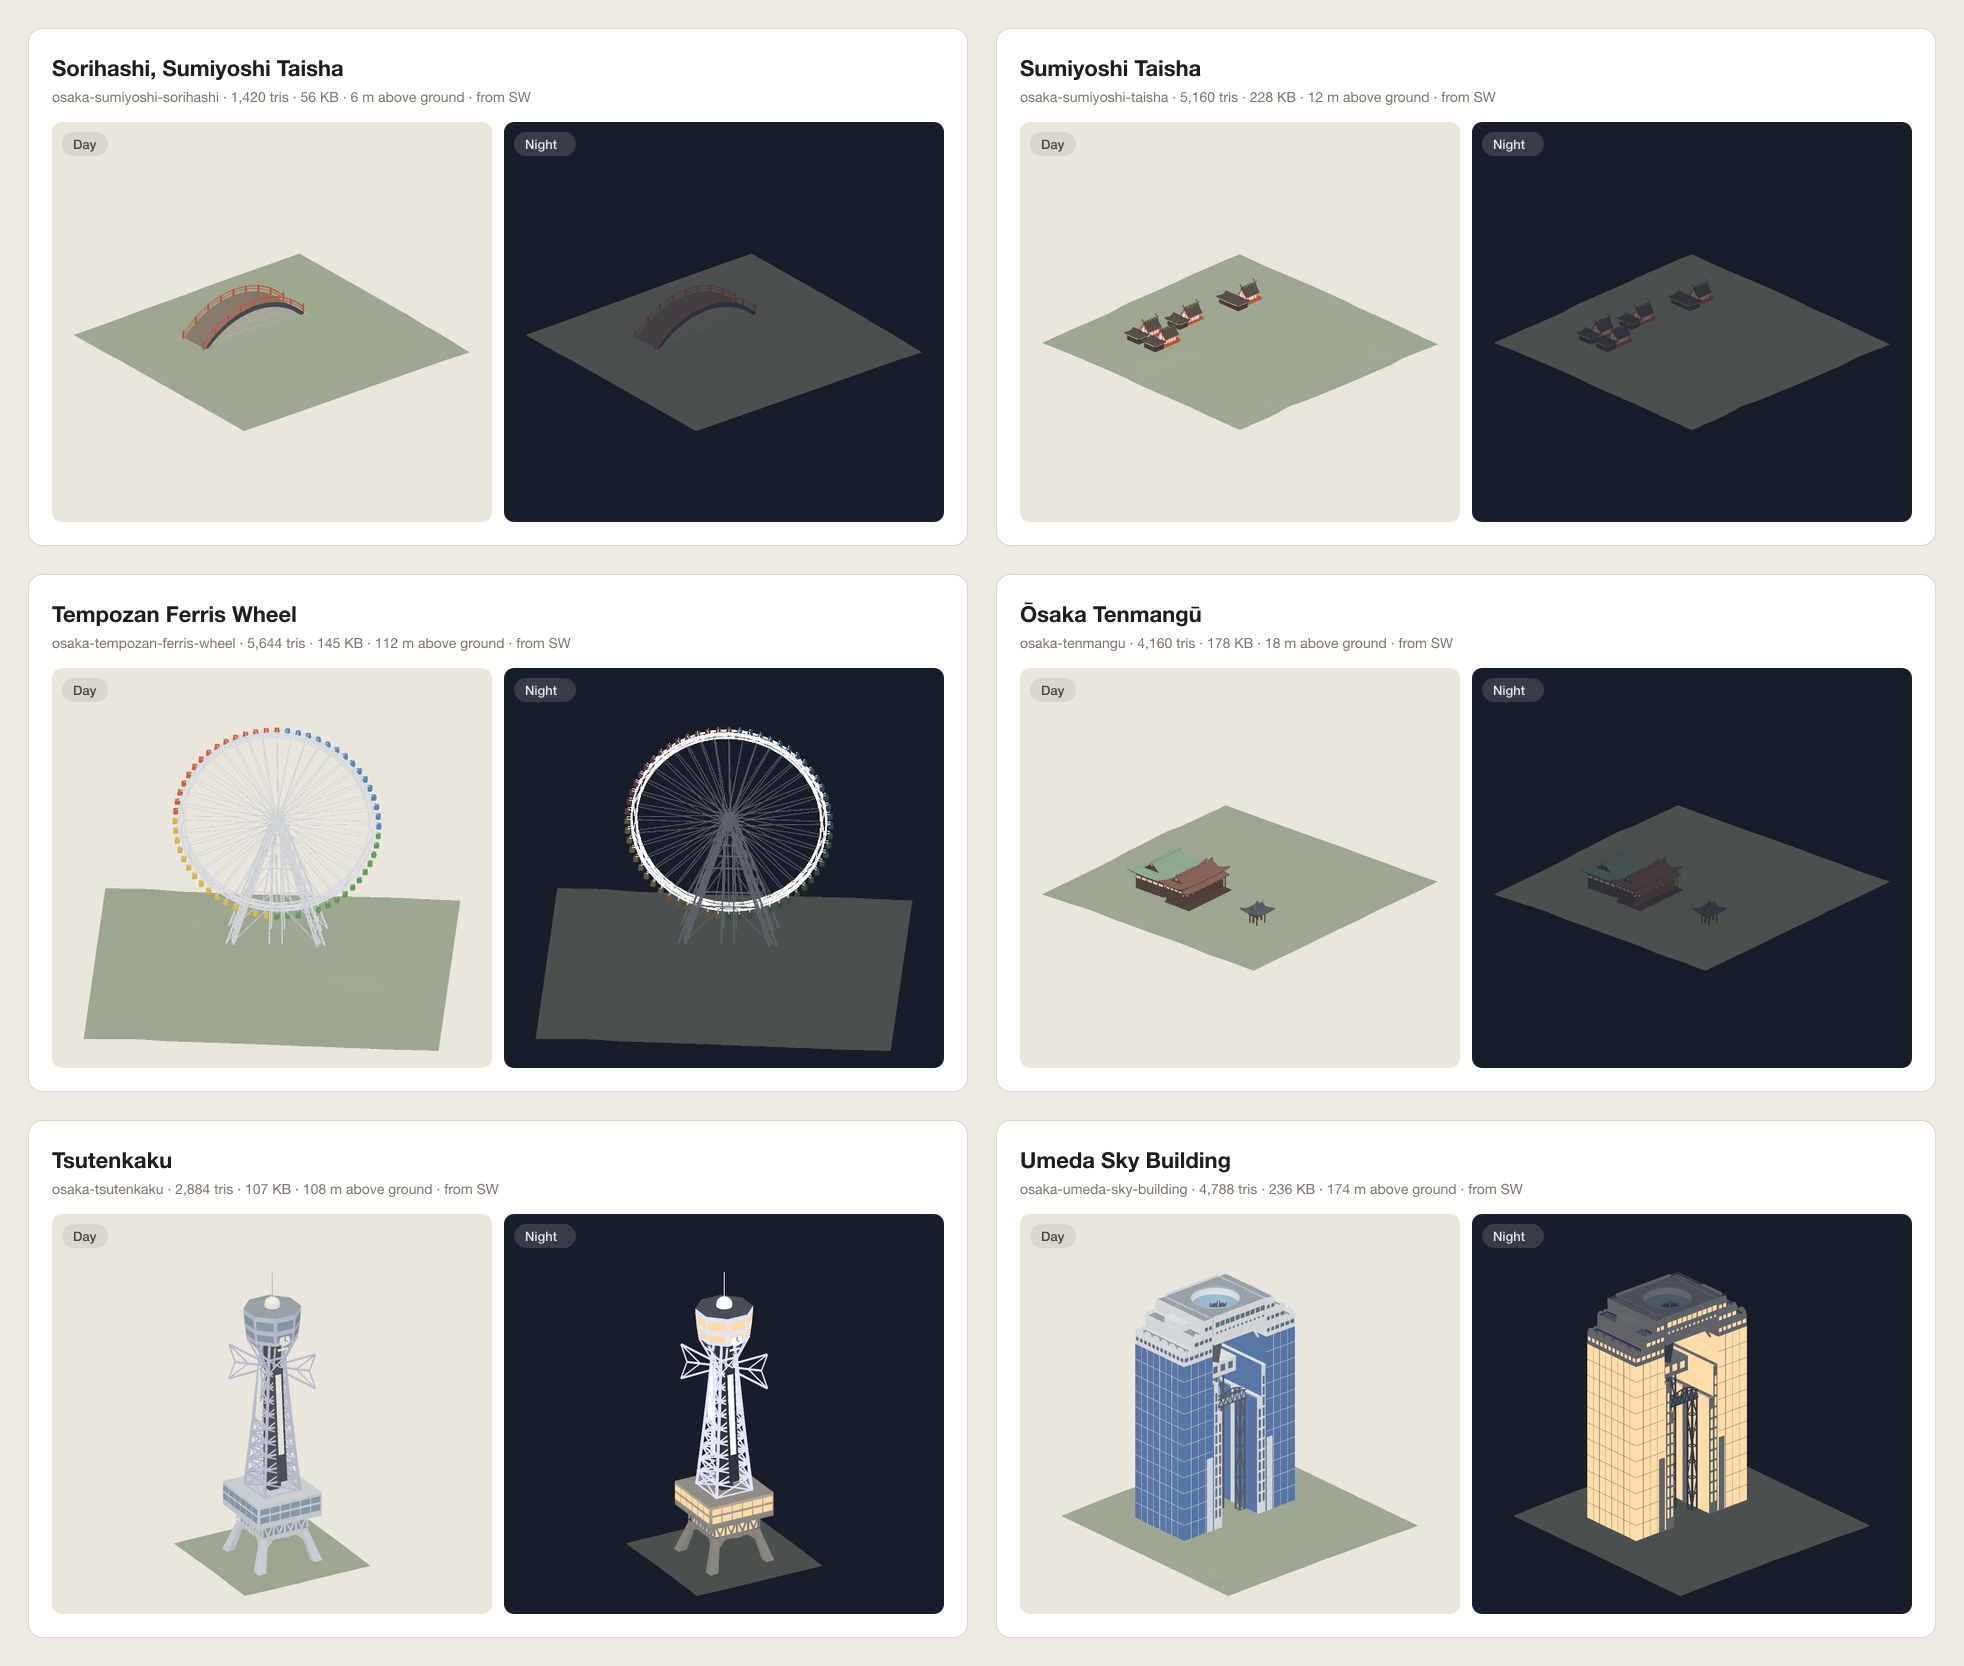 Sorihashi, Sumiyoshi Taisha
osaka-sumiyoshi-sorihashi · 1,420 tris · 56 KB · 6 m above ground · from SW
Day
Night
Sumiyoshi Taisha
osaka-sumiyoshi-taisha · 5,160 tris · 228 KB · 12 m above ground · from SW
Day
Night
Tempozan Ferris Wheel
osaka-tempozan-ferris-wheel · 5,644 tris · 145 KB · 112 m above ground · from SW
Day
Night
Ōsaka Tenmangū
osaka-tenmangu · 4,160 tris · 178 KB · 18 m above ground · from SW
Day
Night
Tsutenkaku
osaka-tsutenkaku · 2,884 tris · 107 KB · 108 m above ground · from SW
Day
Night
Umeda Sky Building
osaka-umeda-sky-building · 4,788 tris · 236 KB · 174 m above ground · from SW
Day
Night